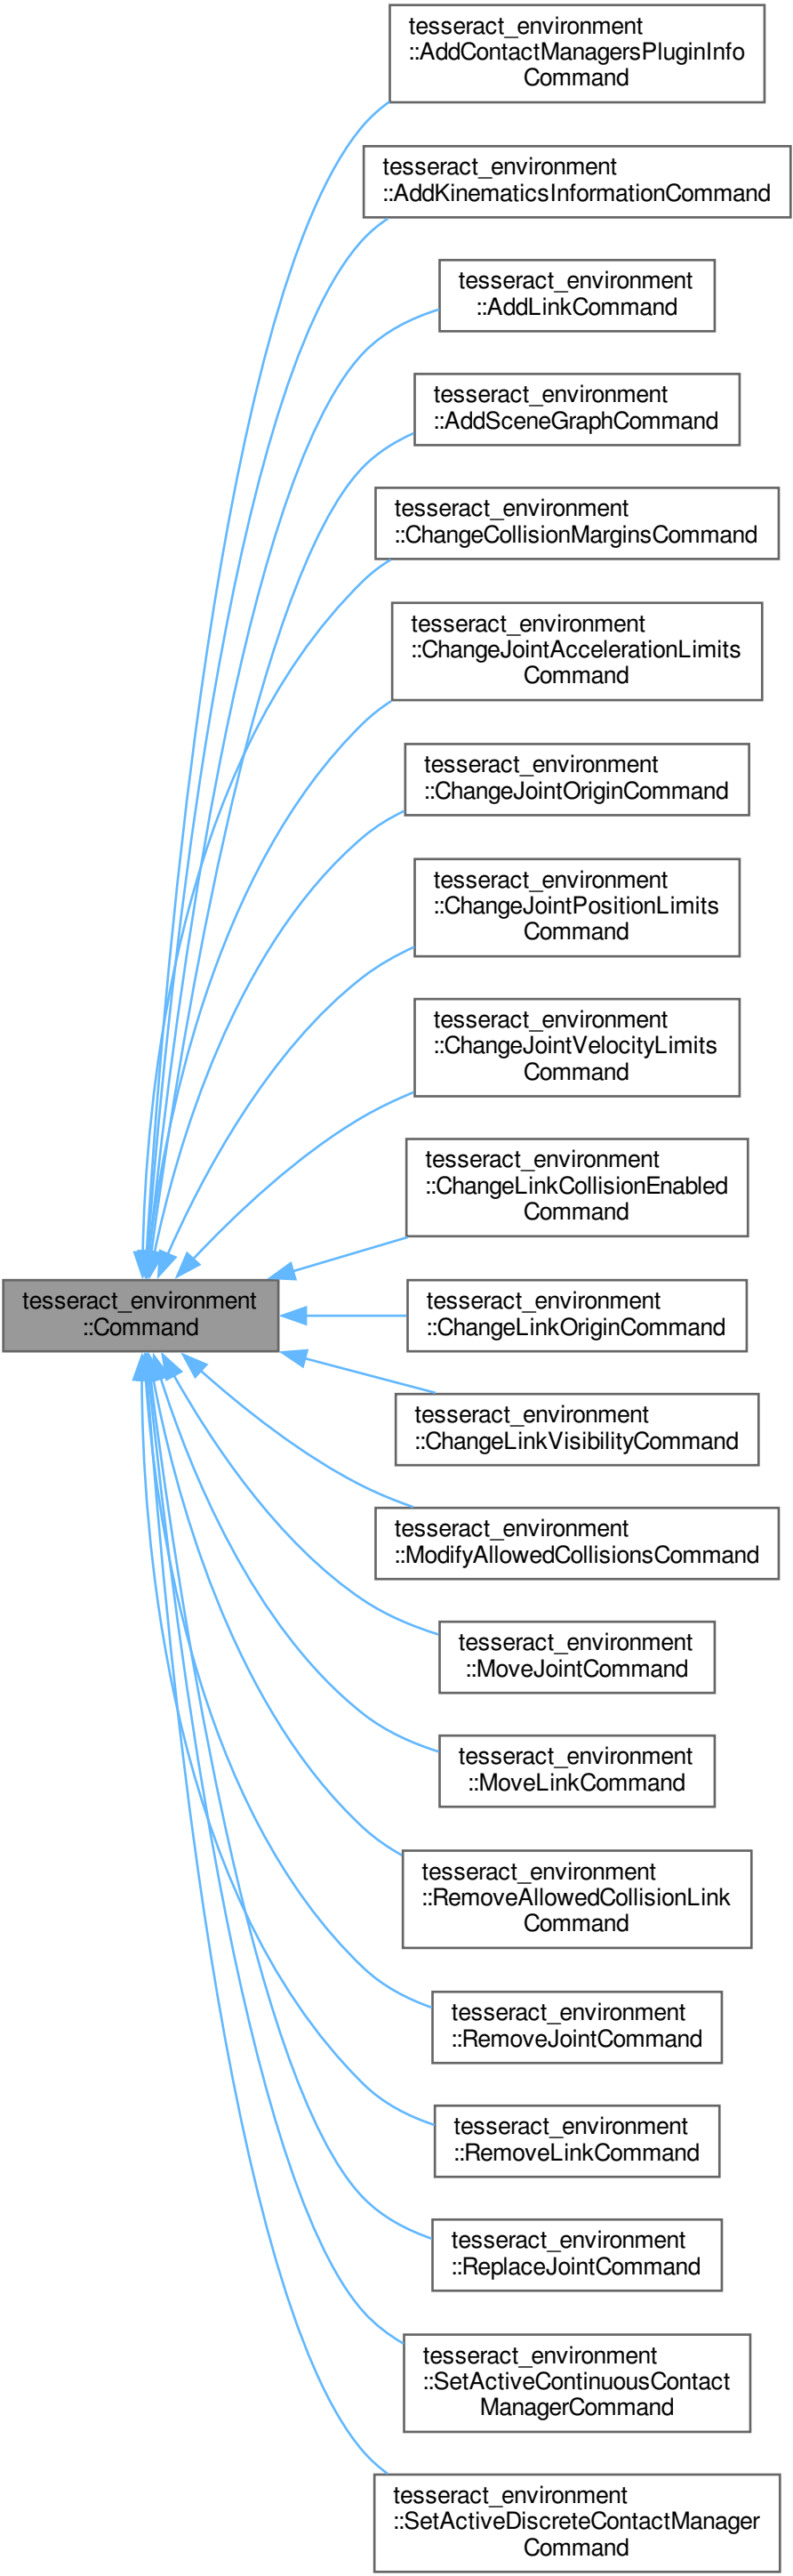 tesseract_environment
::AddContactManagersPluginInfo
Command
tesseract_environment
::AddKinematicsInformationCommand
tesseract_environment
::AddLinkCommand
tesseract_environment
::AddSceneGraphCommand
tesseract_environment
::ChangeCollisionMarginsCommand
tesseract_environment
::ChangeJointAccelerationLimits
Command
tesseract_environment
::ChangeJointOriginCommand
tesseract_environment
::ChangeJointPositionLimits
Command
tesseract_environment
::ChangeJointVelocityLimits
Command
tesseract_environment
::ChangeLinkCollisionEnabled
Command
tesseract_environment
::Command
tesseract_environment
::ChangeLinkOriginCommand
tesseract_environment
::ChangeLinkVisibilityCommand
tesseract_environment
::ModifyAllowedCollisionsCommand
tesseract_environment
::MoveJointCommand
tesseract_environment
::MoveLinkCommand
tesseract_environment
::RemoveAllowedCollisionLink
Command
tesseract_environment
::RemoveJointCommand
tesseract_environment
::RemoveLinkCommand
tesseract_environment
::ReplaceJointCommand
tesseract_environment
::SetActiveContinuousContact
ManagerCommand
tesseract_environment
::SetActiveDiscreteContactManager
Command